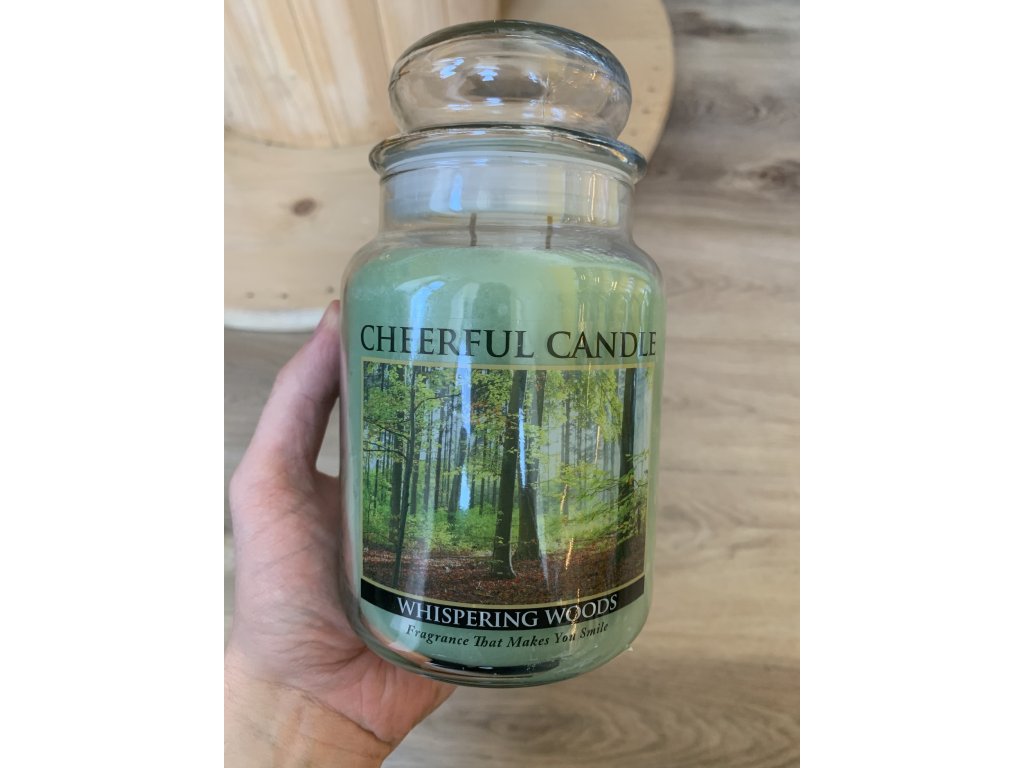 CHEERFUL CANDLE
WHISPERING WOODS
Fragrance That Makes You Smile